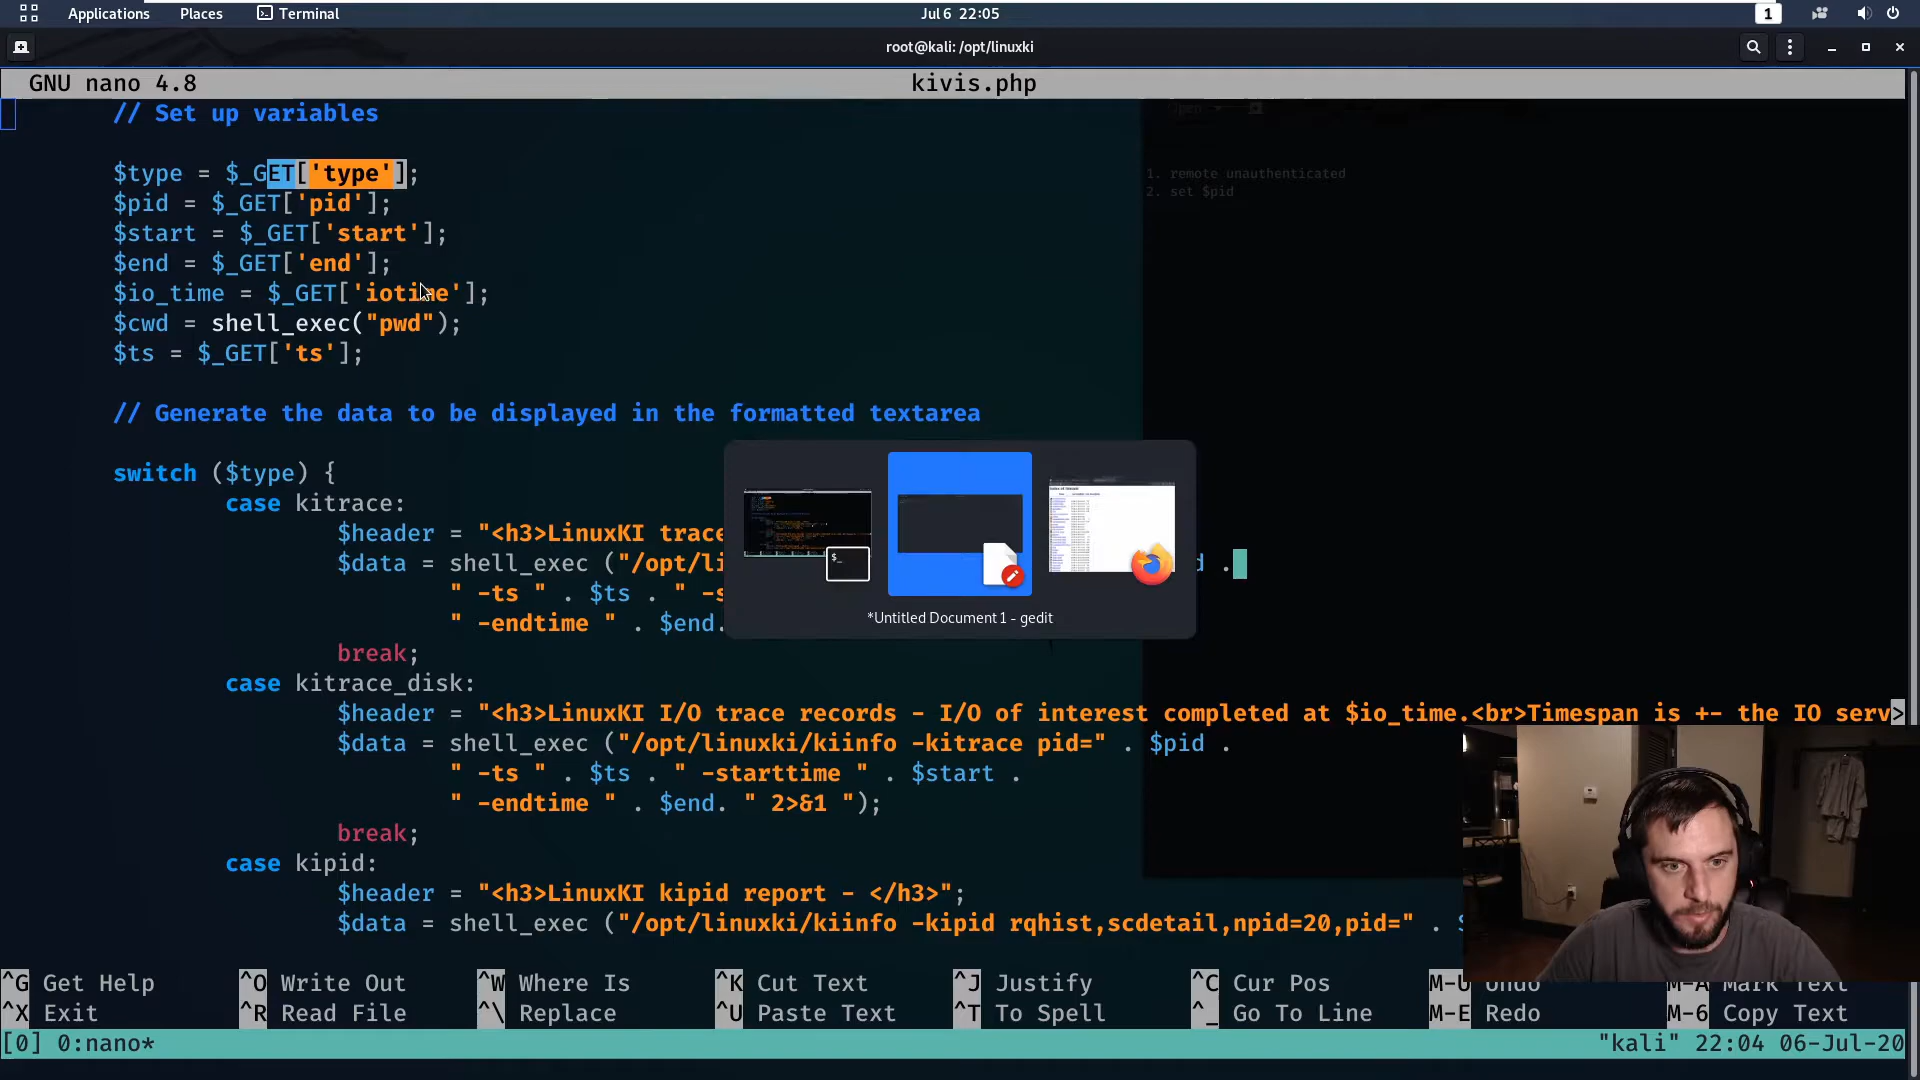 Applications Places Terminal Jul 6 22:05 1
root@kali: /opt/linuxki
GNU nano 4.8 kivis.php
// Set up variables
$type = $_GET['type'];
$pid = $_GET['pid'];
$start = $_GET['start'];
$end = $_GET['end'];
$io_time = $_GET['iotime'];
$cwd = shell_exec("pwd");
$ts = $_GET['ts'];
Open
1. remote unauthenticated
2. set $pid
// Generate the data to be displayed in the formatted textarea
switch ($type) {
case kitrace:
$header = "<h3>LinuxKI trace
$data = shell_exec ("/opt/li d .
" -ts " . $ts . " -s
" -endtime " . $end.
break;
case kitrace_disk:
$header = "<h3>LinuxKI I/O trace records - I/O of interest completed at $io_time.<br>Timespan is +- the IO serv>
$data = shell_exec ("/opt/linuxki/kiinfo -kitrace pid=" . $pid .
" -ts " . $ts . " -starttime " . $start .
" -endtime " . $end. " 2>&1 ");
break;
case kipid:
$header = "<h3>LinuxKI kipid report - </h3>";
$data = shell_exec ("/opt/linuxki/kiinfo -kipid rqhist,scdetail,npid=20,pid=" . $
*Untitled Document 1 - gedit
^G Get Help ^O Write Out ^W Where Is ^K Cut Text ^J Justify ^C Cur Pos M-U Undo M-A Mark Text
^X Exit ^R Read File ^\ Replace ^U Paste Text ^T To Spell ^_ Go To Line M-E Redo M-6 Copy Text
[0] 0:nano* "kali" 22:04 06-Jul-20